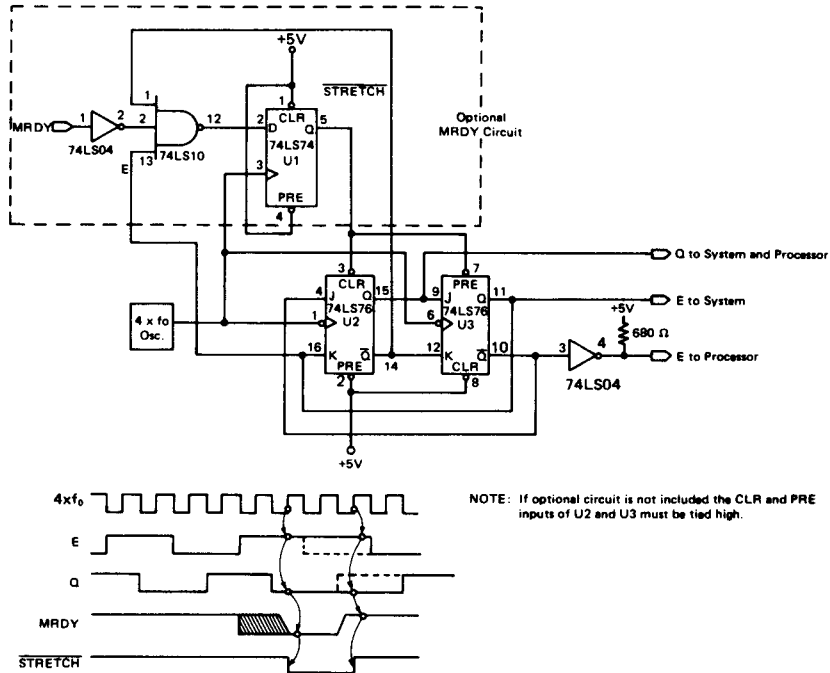 +5V
STRETCH
Optional
MRDY Circuit
MRDY
1
2
74LS04
1
2
13
12
E
74LS10
1
CLR
2
D
Q
5
74LS74
U1
3
PRE
4
Q to System and Processor
3
CLR
4
J
Q
15
74LS76
1
U2
16
K
Q
14
PRE
2
+5V
7
PRE
9
J
Q
11
74LS76
6
U3
12
K
Q
10
CLR
8
E to System
+5V
680 Ω
3
4
E to Processor
74LS04
4 x fo
Osc.
4xf₀
E
Q
MRDY
STRETCH
NOTE: If optional circuit is not included the CLR and PRE
inputs of U2 and U3 must be tied high.